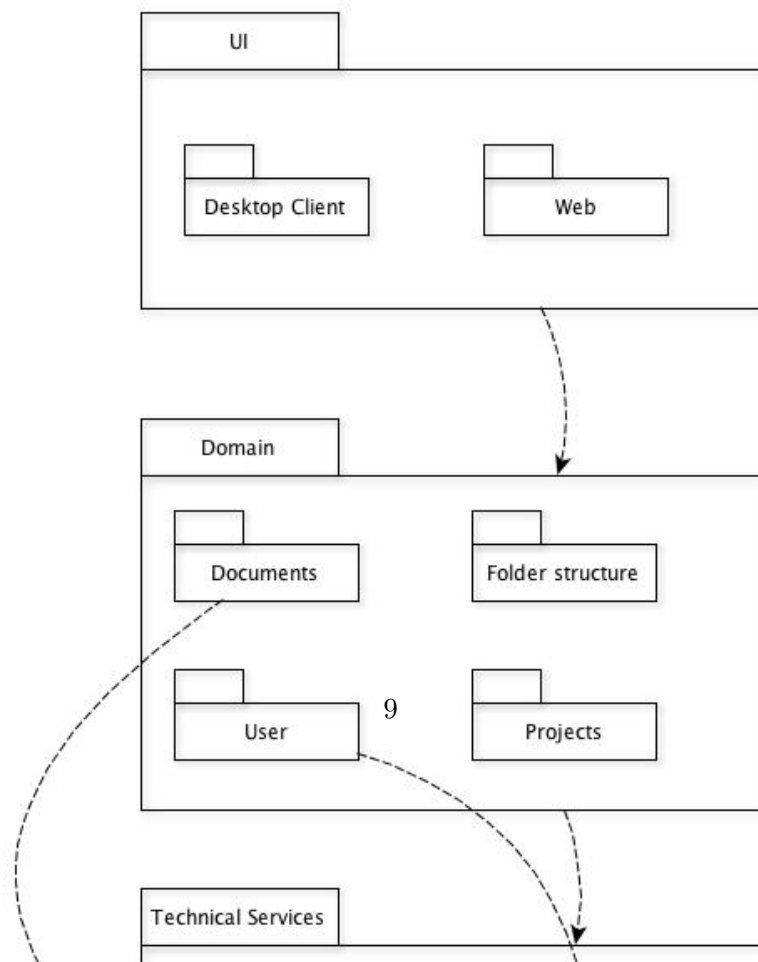 UI
Desktop Client
Web
Domain
Documents
Folder structure
9
User
Projects
Technical Services